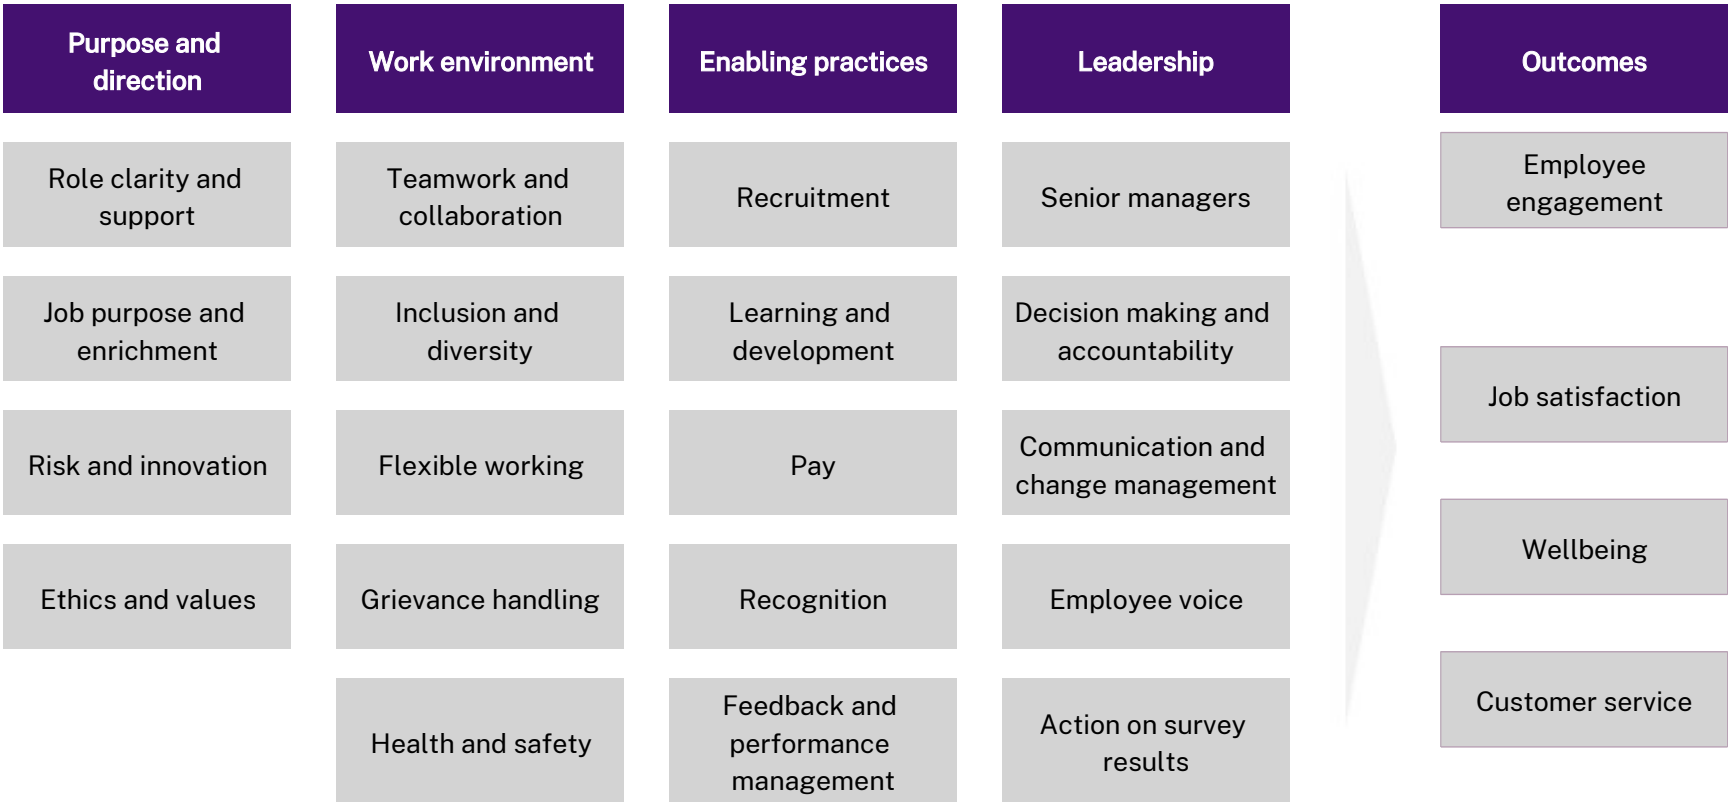 Purpose and
direction
Role clarity and
support
Job purpose and
enrichment
Risk and innovation
Ethics and values
Work environment
Teamwork and
collaboration
Inclusion and
diversity
Flexible working
Grievance handling
Health and safety
Enabling practices
Recruitment
Learning and
development
Pay
Recognition
Feedback and
performance
management
Leadership
Senior managers
Decision making and
accountability
Communication and
change management
Employee voice
Action on survey
results
Outcomes
Employee
engagement
Job satisfaction
Wellbeing
Customer service